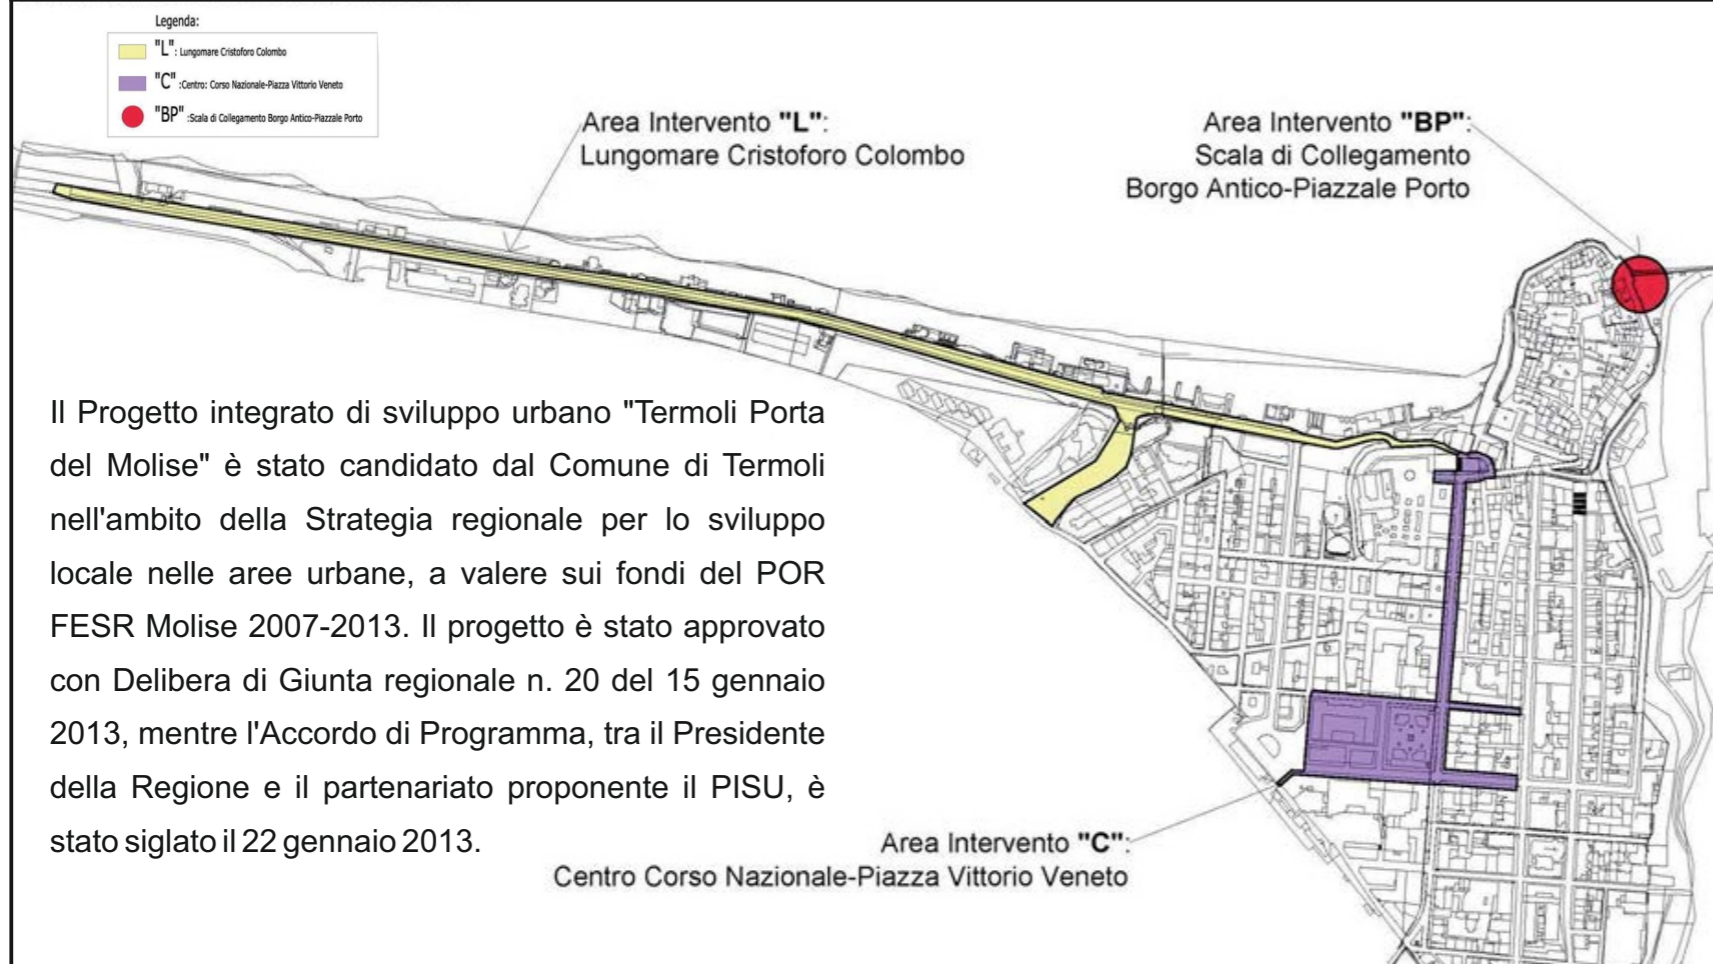 Legenda:
"L": Lungomare Cristoforo Colombo
"C" :Centro: Corso Nazionale-Piazza Vittorio Veneto
"BP" :Scala di Collegamento Borgo Antico-Piazzale Porto
Area Intervento "L":
Lungomare Cristoforo Colombo
Area Intervento "BP":
Scala di Collegamento
Borgo Antico-Piazzale Porto
Il Progetto integrato di sviluppo urbano "Termoli Porta
del Molise" è stato candidato dal Comune di Termoli
nell'ambito della Strategia regionale per lo sviluppo
locale nelle aree urbane, a valere sui fondi del POR
FESR Molise 2007-2013. Il progetto è stato approvato
con Delibera di Giunta regionale n. 20 del 15 gennaio
2013, mentre l'Accordo di Programma, tra il Presidente
della Regione e il partenariato proponente il PISU, è
stato siglato il 22 gennaio 2013.
Area Intervento "C":
Centro Corso Nazionale-Piazza Vittorio Veneto